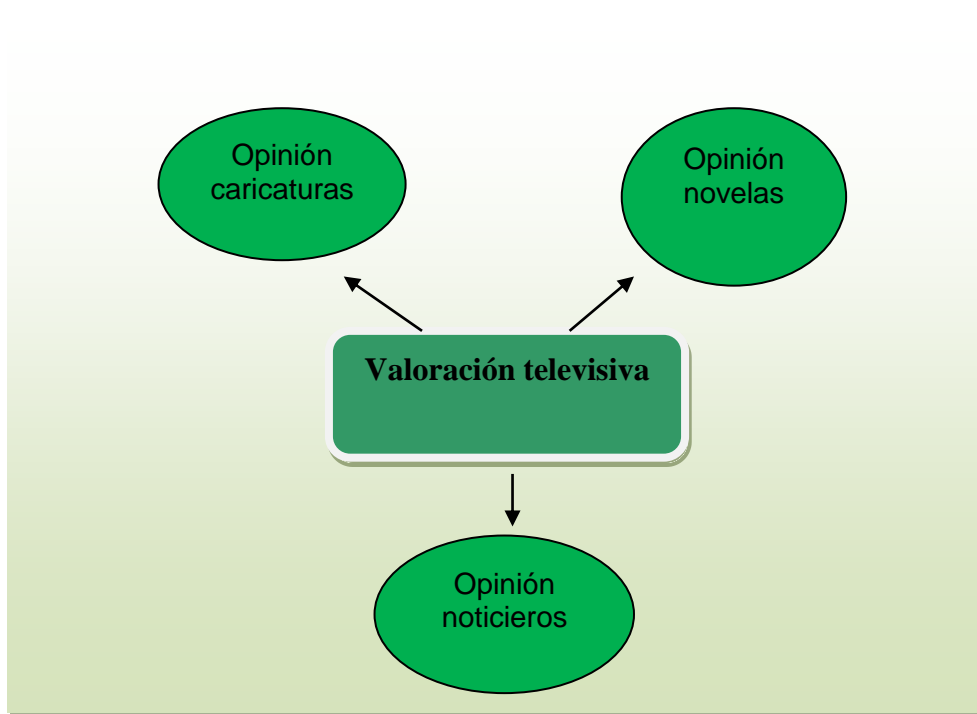 Opinión
caricaturas
Opinión
novelas
Valoración televisiva
Opinión
noticieros